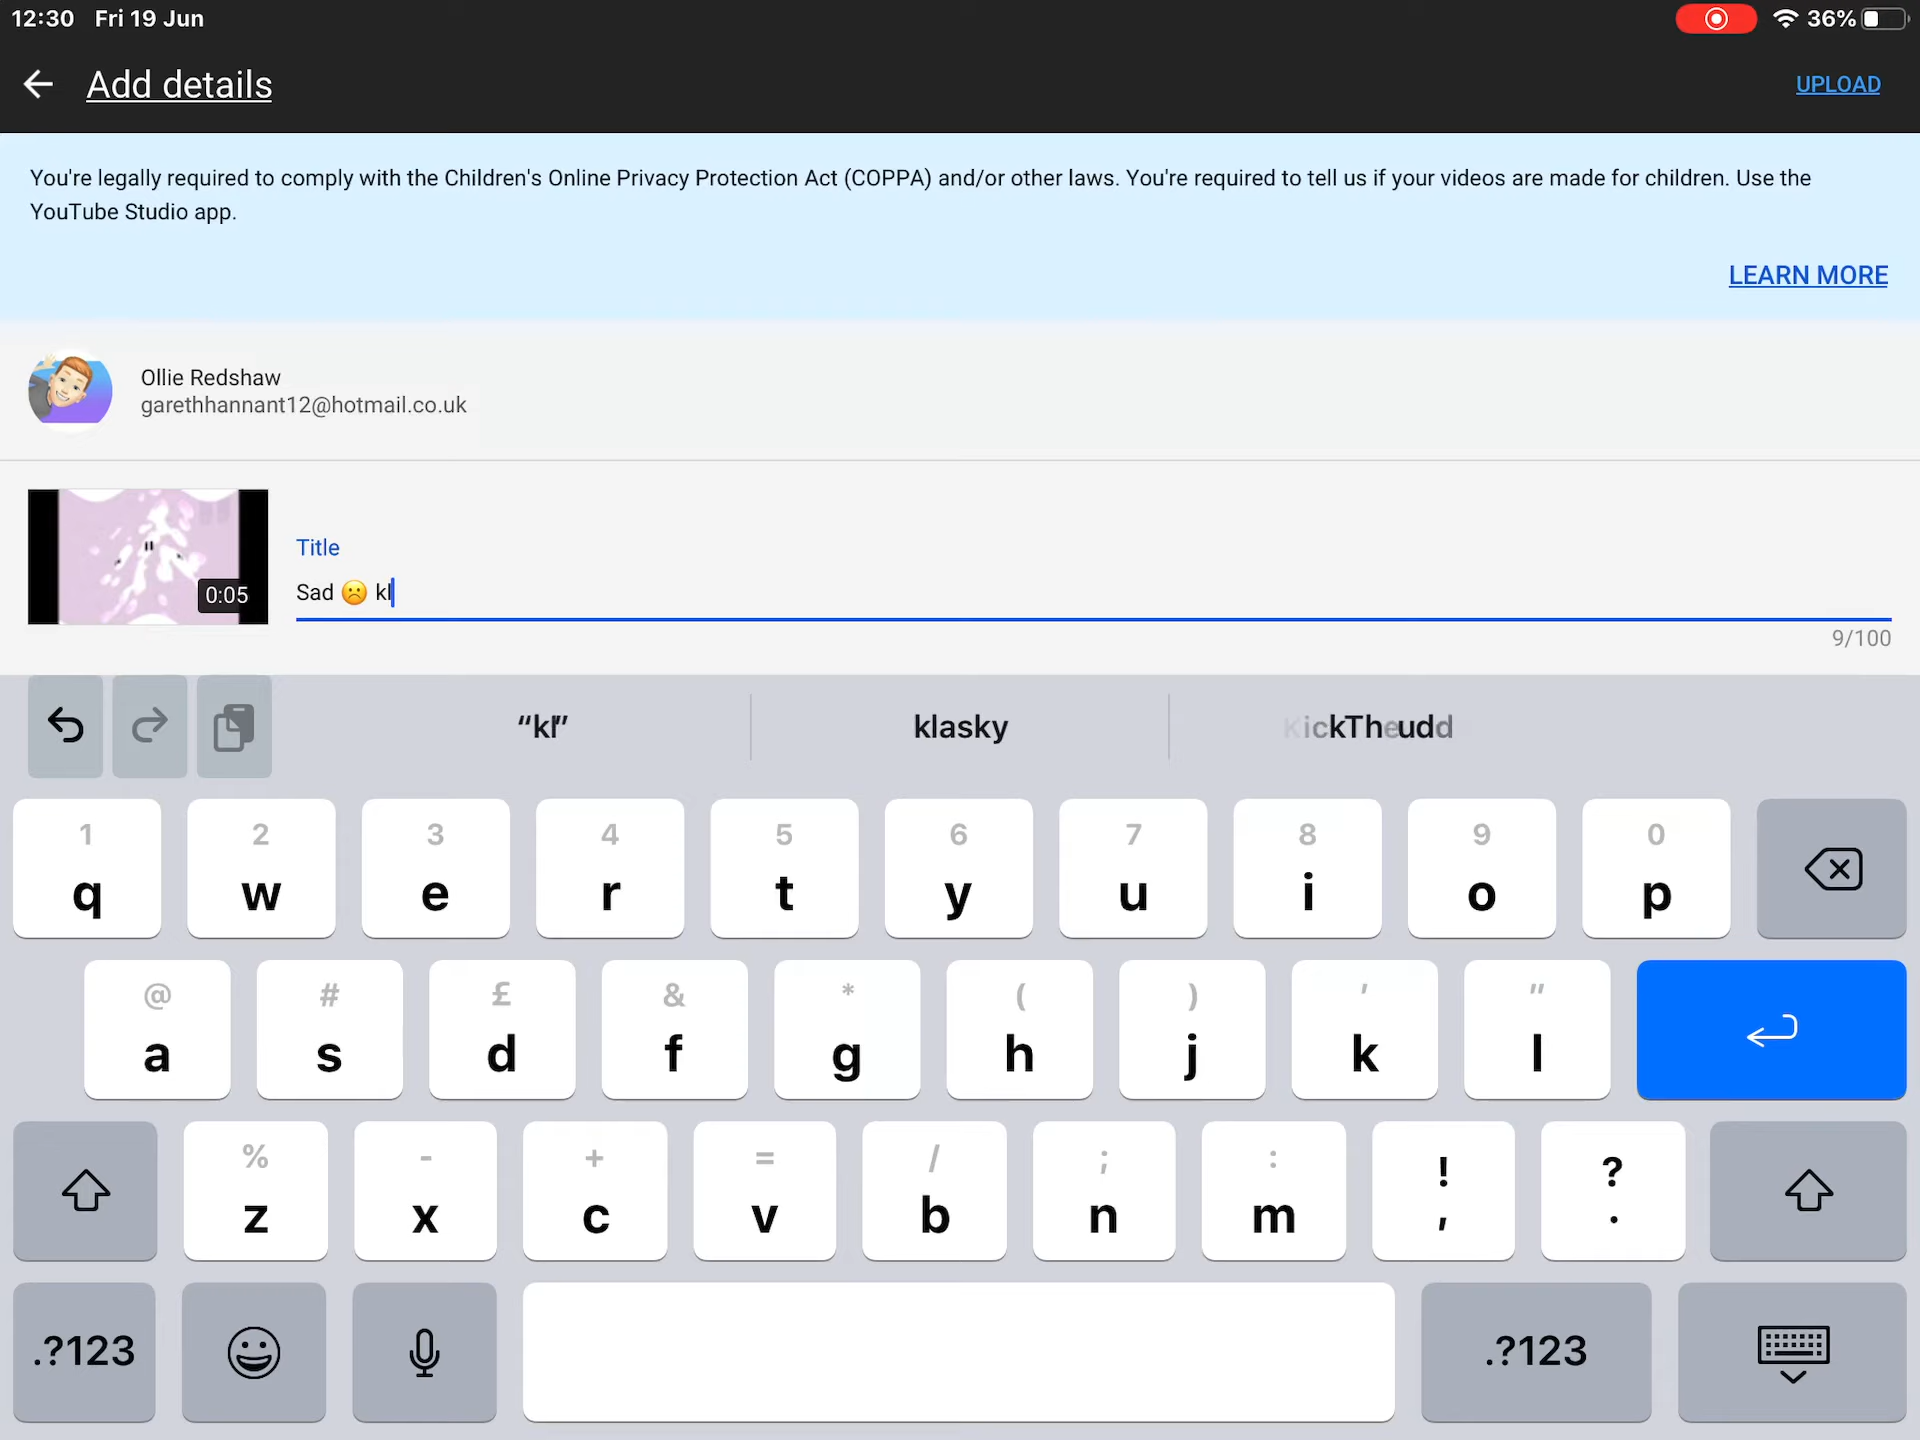 12:30 Fri 19 Jun 36%
Add details UPLOAD
You're legally required to comply with the Children's Online Privacy Protection Act (COPPA) and/or other laws. You're required to tell us if your videos are made for children. Use the
YouTube Studio app.
LEARN MORE
Ollie Redshaw
garethhannant12@hotmail.co.uk
0:05
Title
Sad ☹️ kl
9/100
“kl” klasky
1 2 3 4 5 6 7 8 9 0
q w e r t y u i o p
@ # £ & * ( ) ' "
a s d f g h j k l
% - + = / ; : ! ?
z x c v b n m , .
.?123 .?123